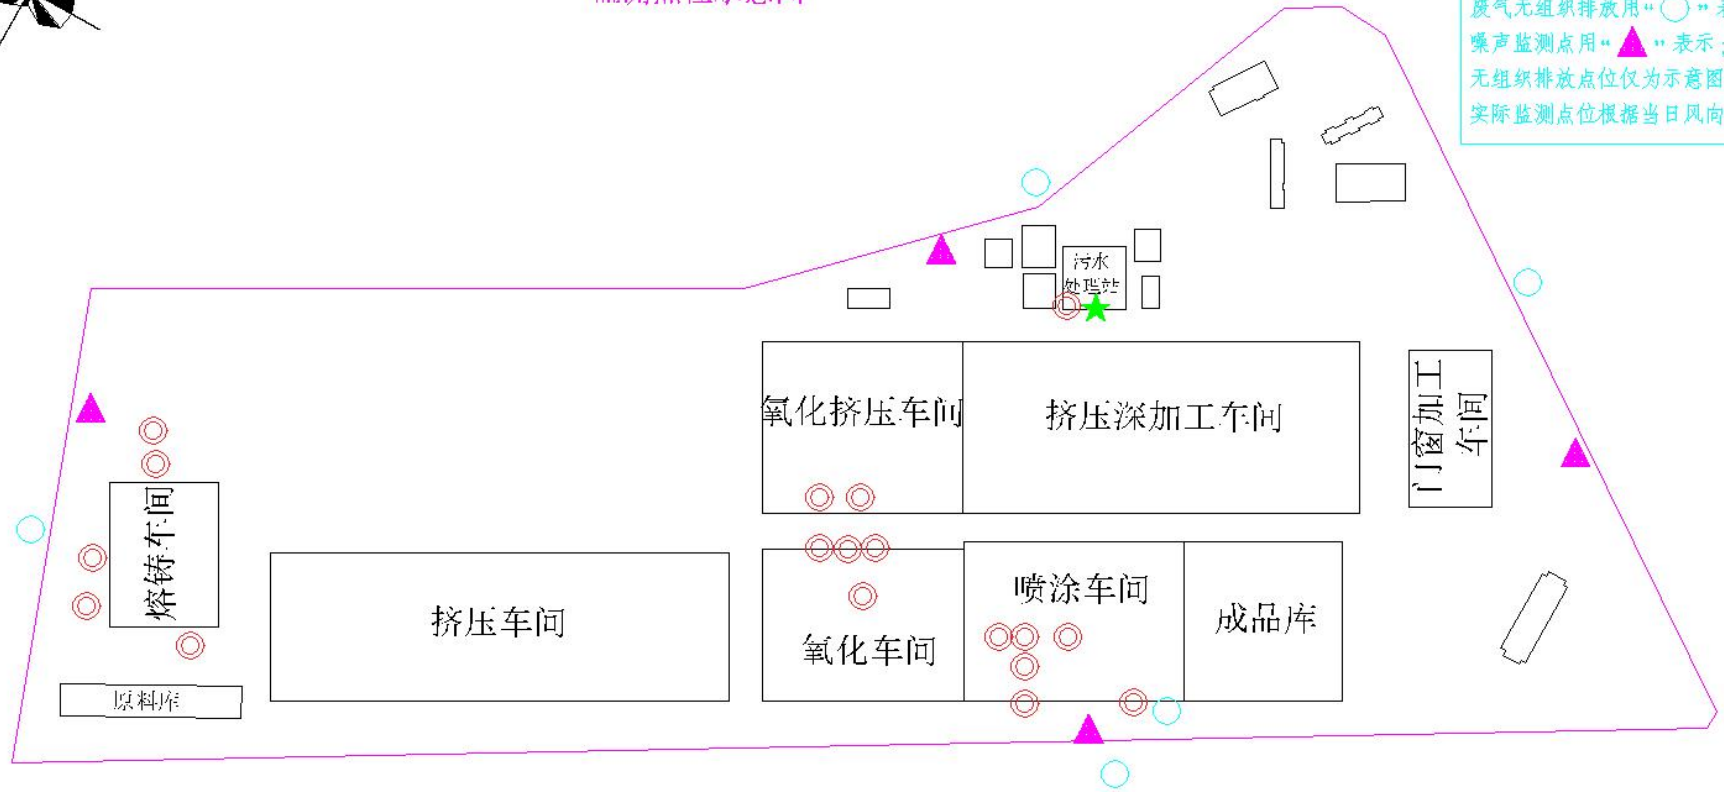 废气无组织排放用“○”表
噪声监测点用“▲”表示；
无组织排放点位仅为示意图
实际监测点位根据当日风向
污水
处理站
氧化挤压车间
挤压深加工车间
门窗加工
车间
熔铸车间
挤压车间
喷涂车间
成品库
氧化车间
原料库